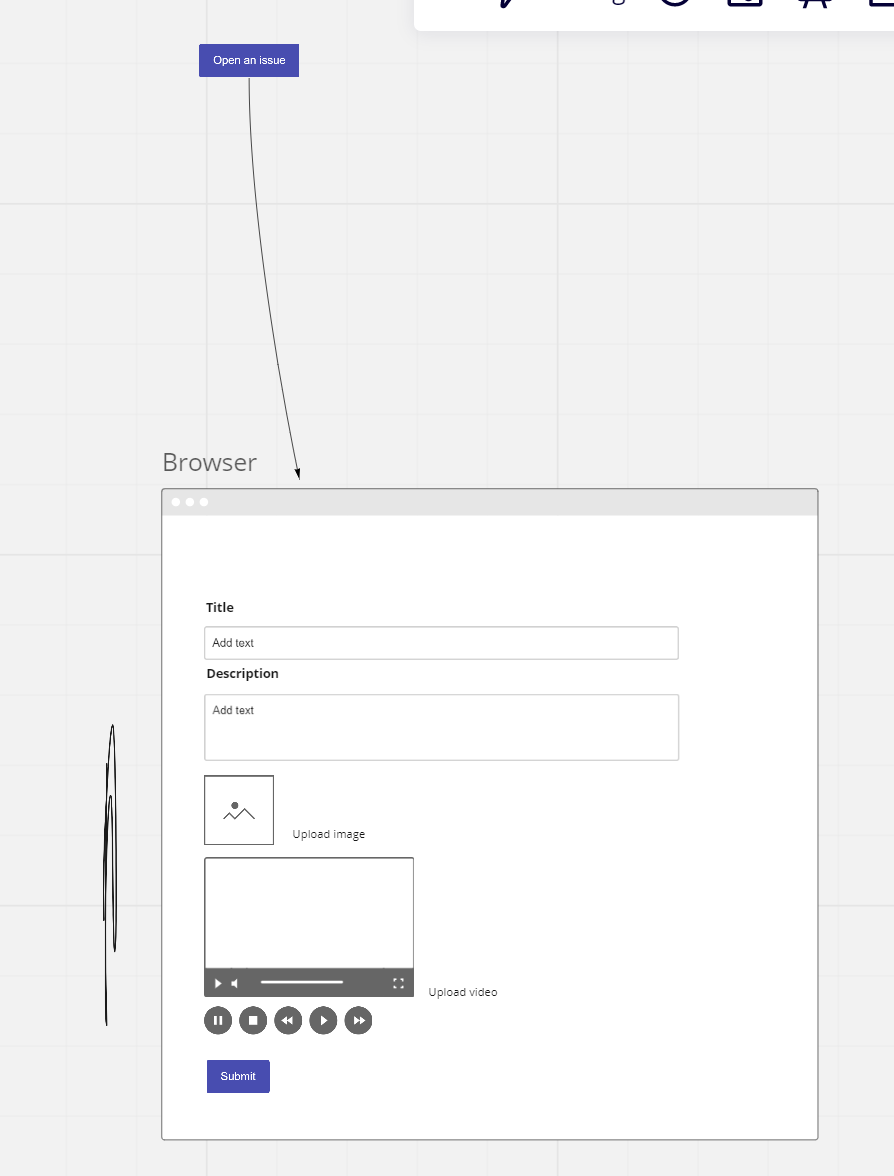 Open an issue
Browser
Title
Add text
Description
Add text
Upload image
Upload video
Submit